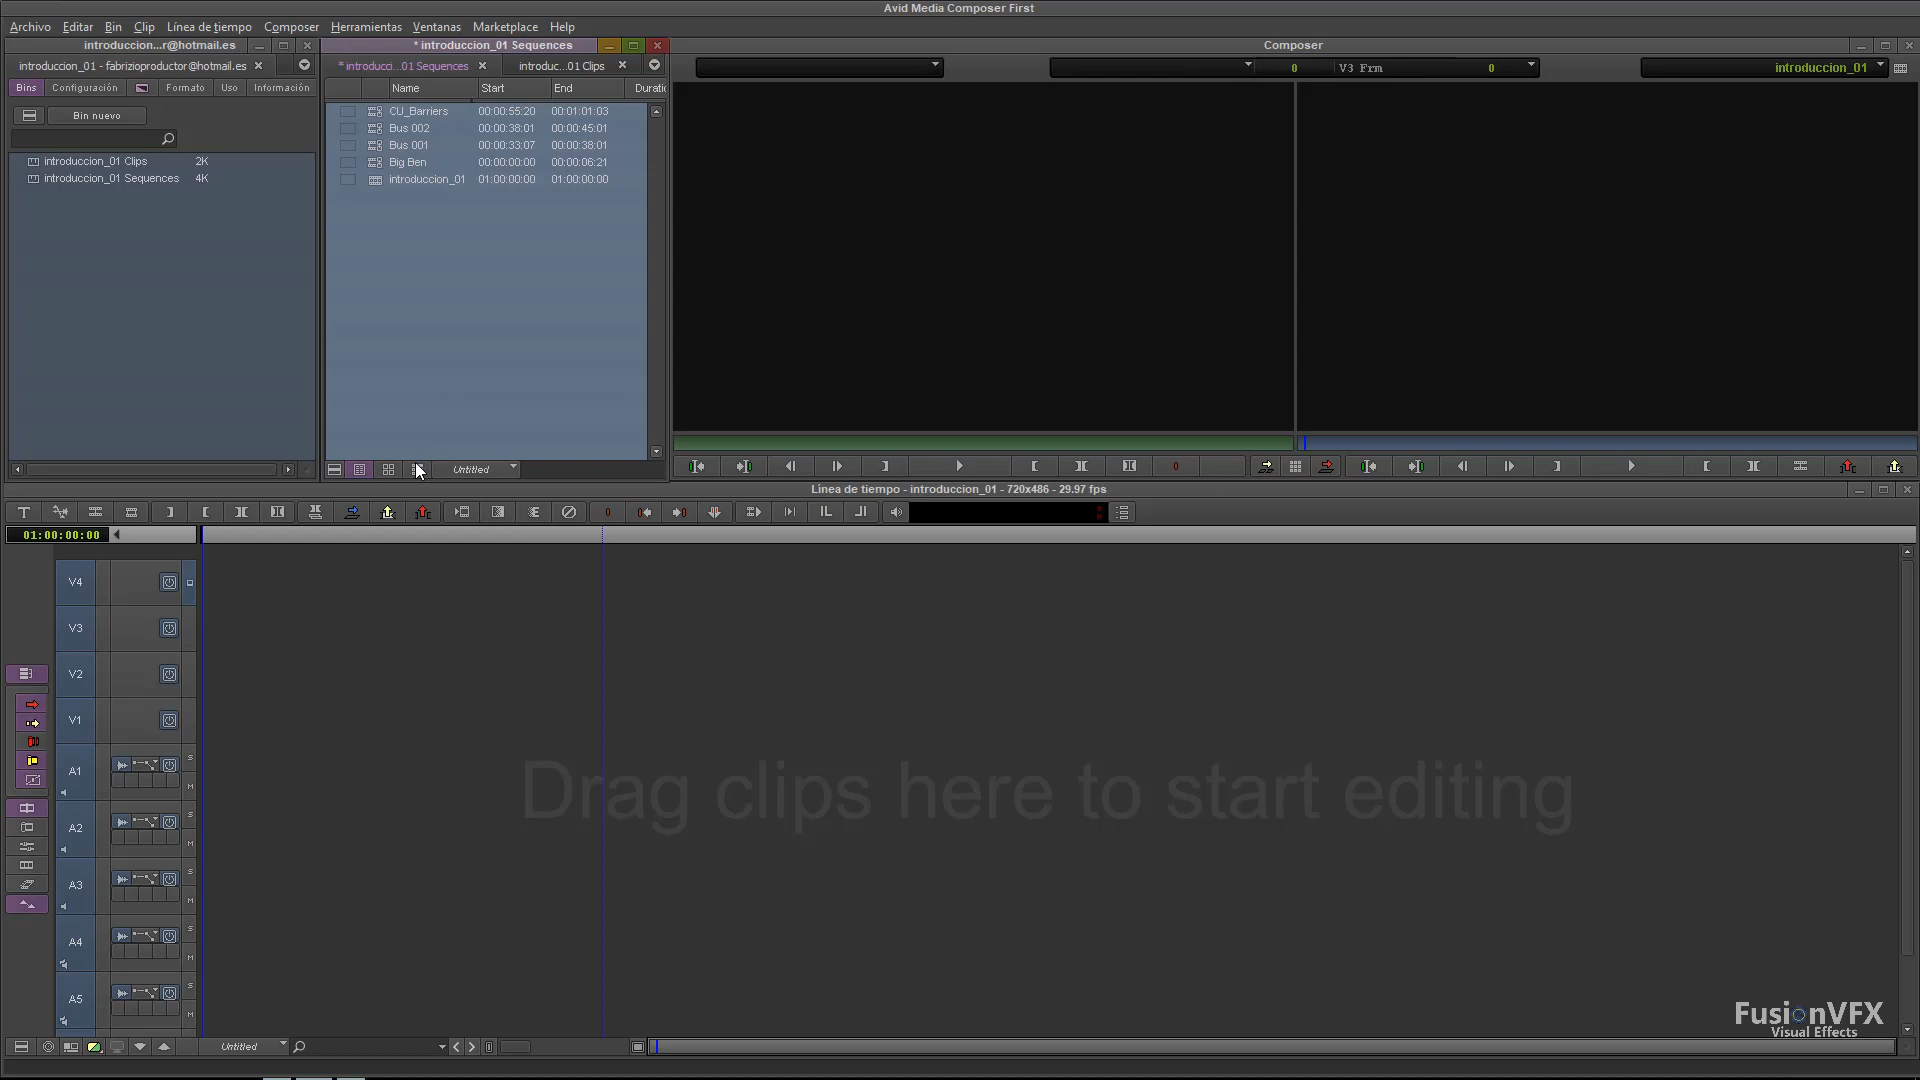 Avid Media Composer First
Archivo Editar Bin Clip Línea de tiempo Composer Herramientas Ventanas Marketplace Help
introduccion...r@hotmail.es
* introduccion_01 Sequences
Composer
introduccion_01 - fabrizioproductor@hotmail.es
* introducci...01 Sequences
introduc...01 Clips
0 V3 Frm 0
introduccion_01
Bins Configuración Formato Uso Información
Name Start End Duratic
Bin nuevo
CU_Barriers 00:00:55:20 00:01:01:03
Bus 002 00:00:38:01 00:00:45:01
Bus 001 00:00:33:07 00:00:38:01
Big Ben 00:00:00:00 00:00:06:21
introduccion_01 01:00:00:00 01:00:00:00
introduccion_01 Clips 2K
introduccion_01 Sequences 4K
Untitled
Línea de tiempo - introduccion_01 - 720x486 - 29.97 fps
01:00:00:00
V4
V3
V2
V1
A1
S
M
A2
S
M
A3
S
M
A4
S
M
A5
S
M
Drag clips here to start editing
FusionVFX
Visual Effects
Untitled